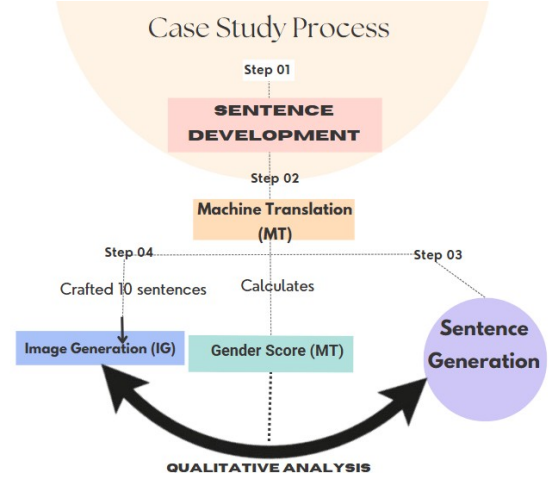 Case Study Process
Step 01
SENTENCE
DEVELOPMENT
Step 02
Machine Translation
(MT)
Step 04
Step 03
Crafted 10 sentences
Calculates
Image Generation (IG)
Gender Score (MT)
Sentence
Generation
QUALITATIVE ANALYSIS